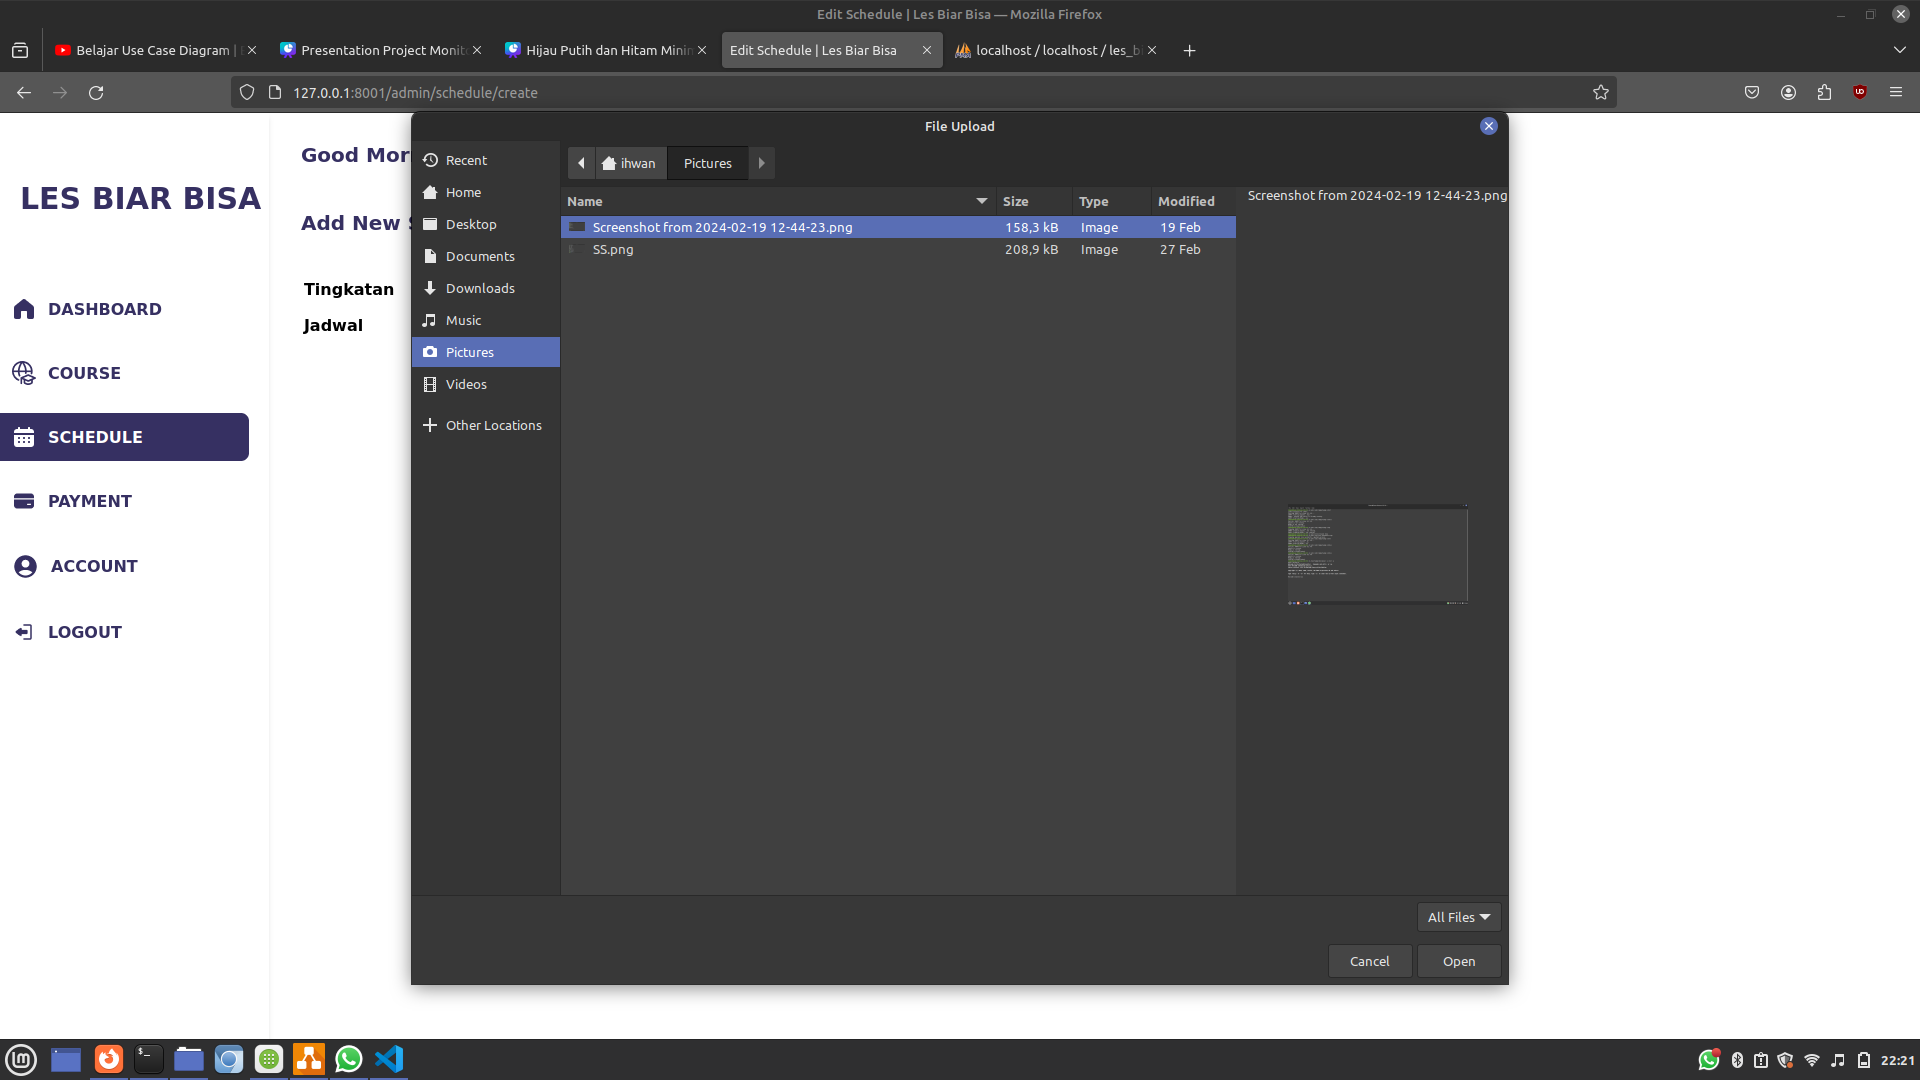 Edit Schedule | Les Biar Bisa — Mozilla Firefox
Belajar Use Case Diagram |
Presentation Project Monit
Hijau Putih dan Hitam Minin
Edit Schedule | Les Biar Bisa
localhost / localhost / les_bi
127.0.0.1:8001/admin/schedule/create
File Upload
LES BIAR BISA
DASHBOARD
COURSE
SCHEDULE
PAYMENT
ACCOUNT
LOGOUT
Good Mor
Add New S
Tingkatan
Jadwal
Recent
Home
Desktop
Documents
Downloads
Music
Pictures
Videos
Other Locations
ihwan
Pictures
Name Size Type Modified
Screenshot from 2024-02-19 12-44-23.png 158,3 kB Image 19 Feb
SS.png 208,9 kB Image 27 Feb
Screenshot from 2024-02-19 12-44-23.png
All Files
Cancel
Open
22:21